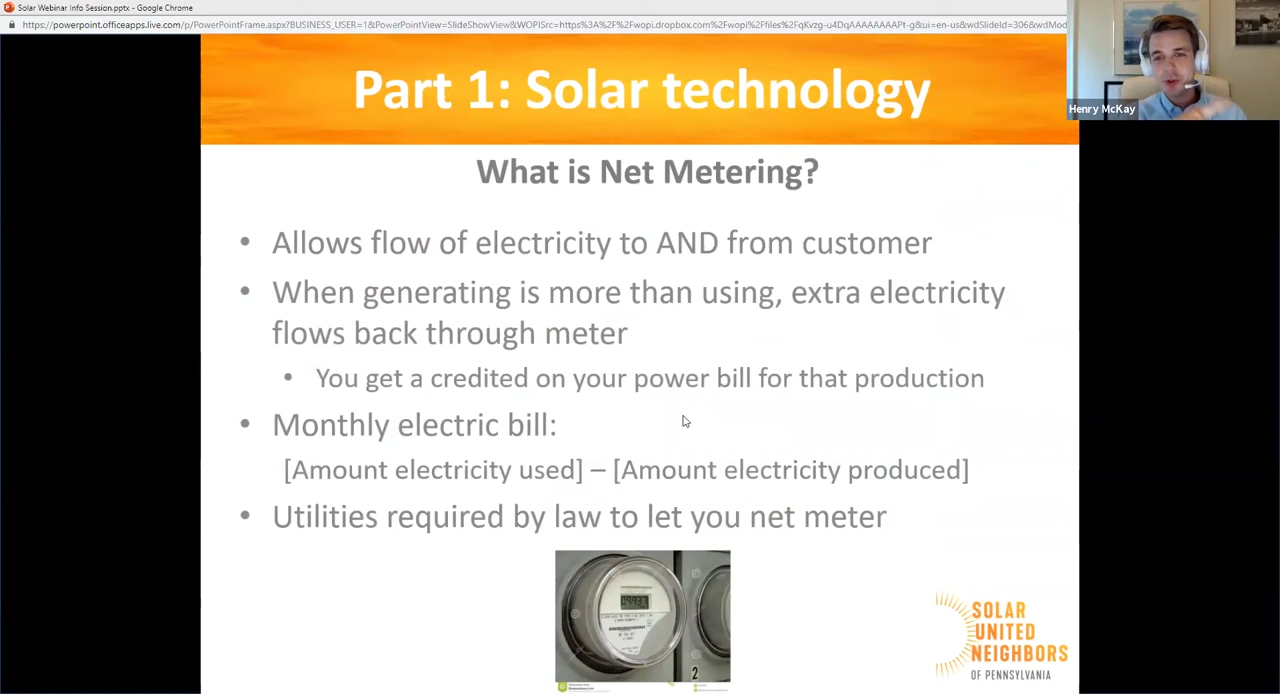 Solar Webinar Info Session.pptx - Google Chrome
powerpoint.officeapps.live.com/p/PowerPointFrame.aspx?BUSINESS_USER=1&PowerPointView=SlideShowView&WOPISrc=https%3A%2F%2Fwopi.dropbox.com%2Fwopi%2Ffiles%2FqKvzg-u4DqAAAAAAAAPt-g&ui=en-us&wdSlideId=306&wdMod
Part 1: Solar technology
Henry McKay
What is Net Metering?
• Allows flow of electricity to AND from customer
• When generating is more than using, extra electricity
flows back through meter
• You get a credited on your power bill for that production
• Monthly electric bill:
[Amount electricity used] – [Amount electricity produced]
• Utilities required by law to let you net meter
2
SOLAR
UNITED
NEIGHBORS
OF PENNSYLVANIA